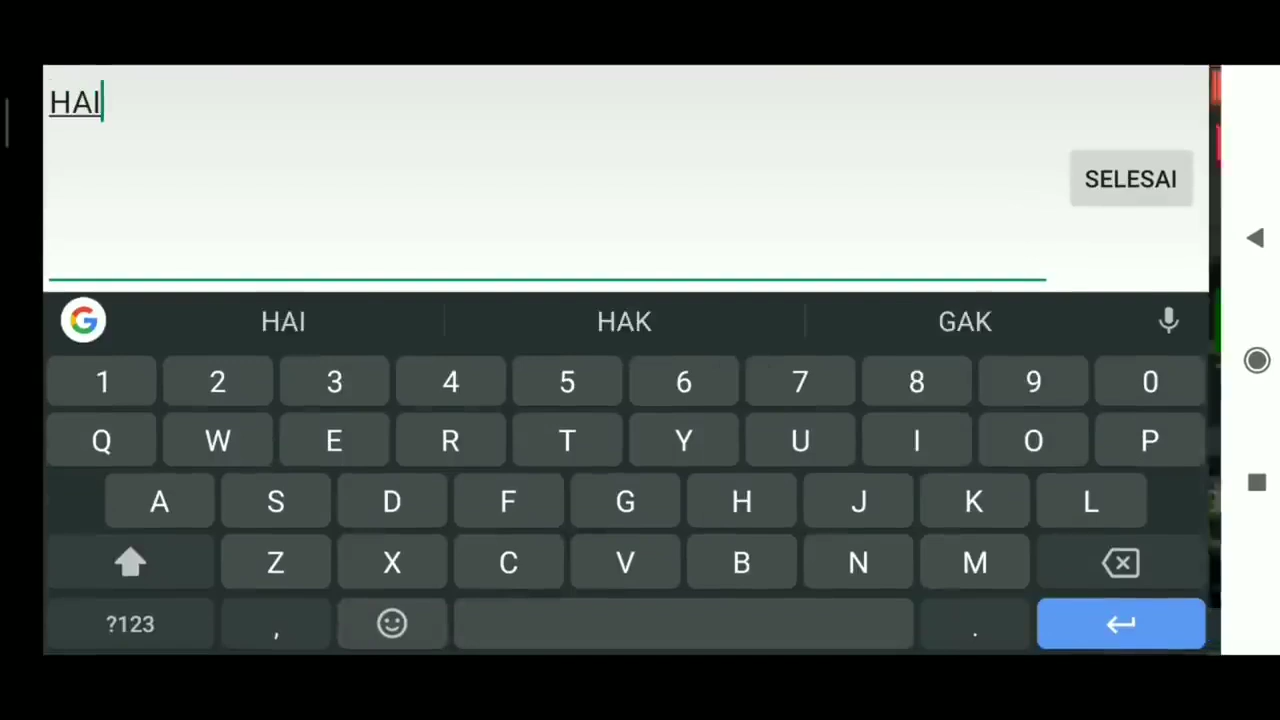 HAI
SELESAI
HAI HAK GAK
1 2 3 4 5 6 7 8 9 0
Q W E R T Y U I O P
A S D F G H J K L
Z X C V B N M
?123 , .